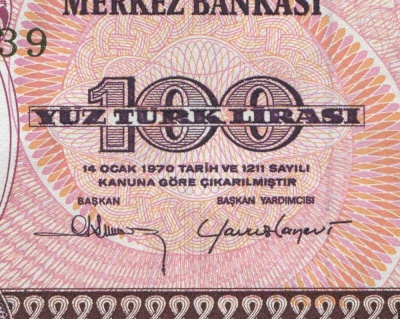 MERKEZ BANKASI
39
100
YÜZ TÜRK LİRASI
14 OCAK 1970 TARİH VE 1211 SAYILI
KANUNA GÖRE ÇIKARILMIŞTIR
BAŞKAN BAŞKAN YARDIMCISI